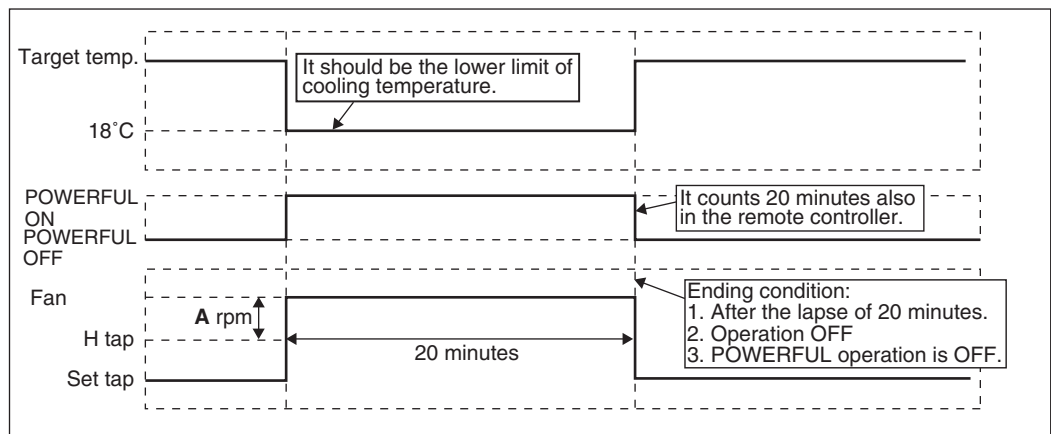 Target temp.
It should be the lower limit of
cooling temperature.
18˚C
POWERFUL
ON
POWERFUL
OFF
It counts 20 minutes also
in the remote controller.
Fan
A rpm
H tap
Set tap
20 minutes
Ending condition:
1. After the lapse of 20 minutes.
2. Operation OFF
3. POWERFUL operation is OFF.